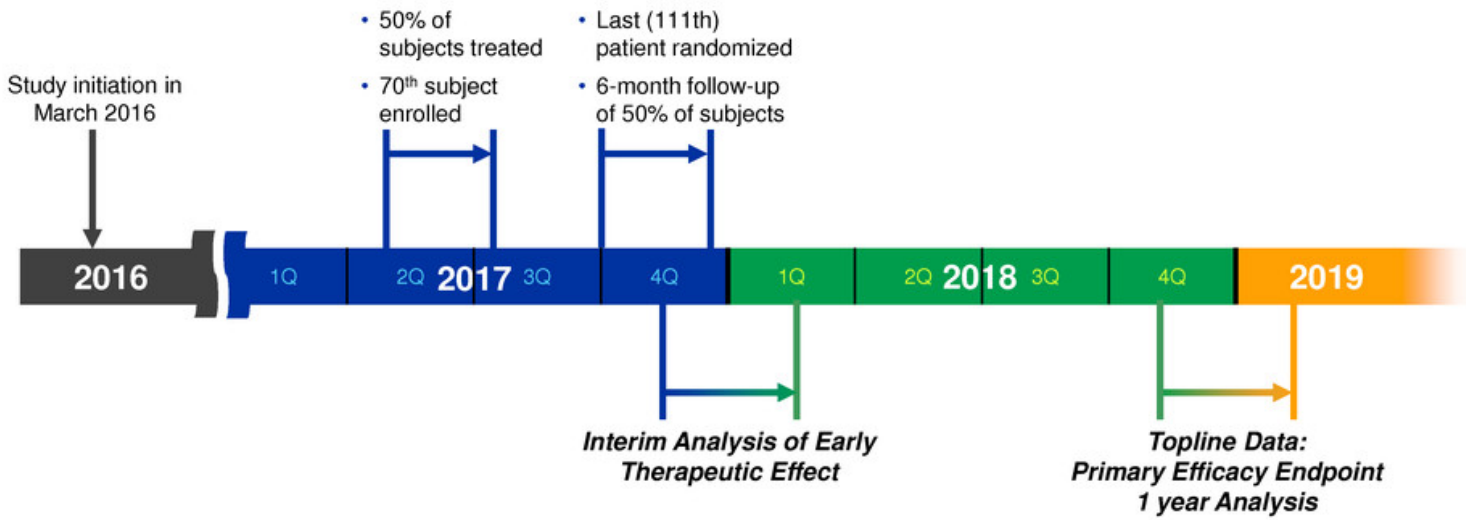 Study initiation in
March 2016
• 50% of
subjects treated
• 70th subject
enrolled
• Last (111th)
patient randomized
• 6-month follow-up
of 50% of subjects
2016
1Q
2Q
2017
3Q
4Q
1Q
2Q
2018
3Q
4Q
2019
Interim Analysis of Early
Therapeutic Effect
Topline Data:
Primary Efficacy Endpoint
1 year Analysis